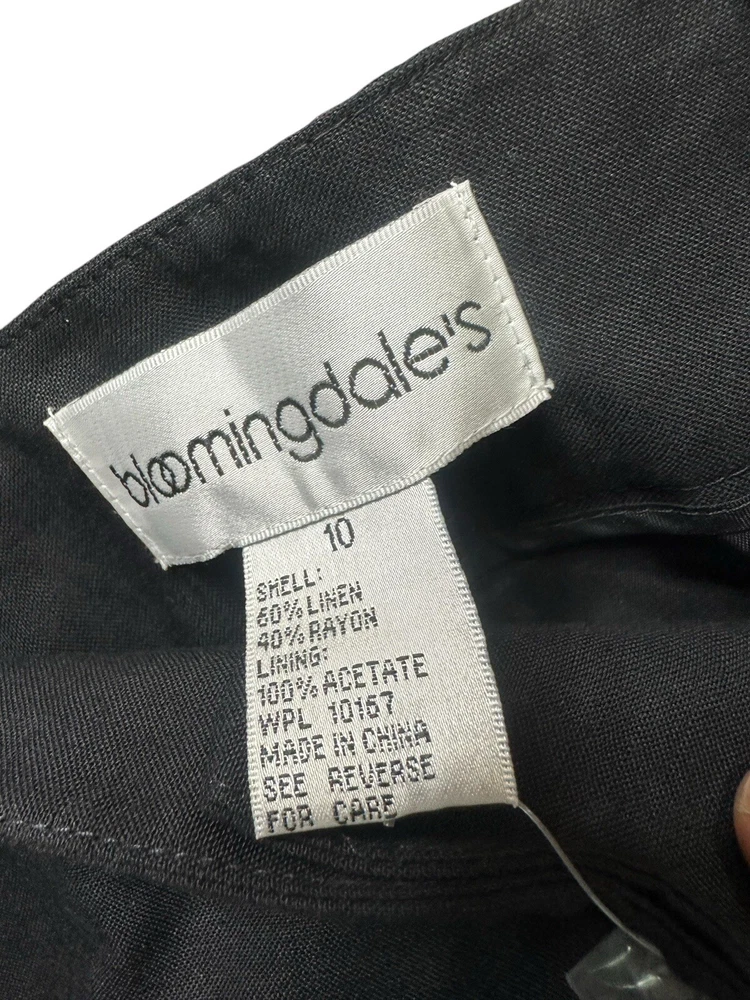 bloomingdale's
10
SHELL:
60% LINEN
40% RAYON
LINING:
100% ACETATE
WPL 10167
MADE IN CHINA
SEE REVERSE
FOR CARE